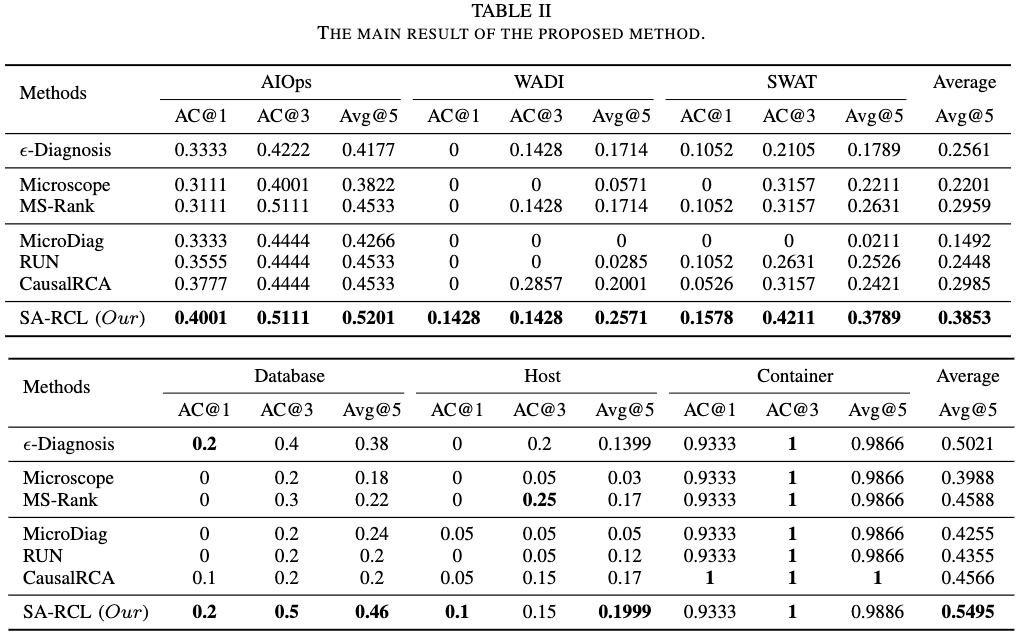 TABLE II
THE MAIN RESULT OF THE PROPOSED METHOD.
Methods AIOps WADI SWAT Average
AC@1 AC@3 Avg@5 AC@1 AC@3 Avg@5 AC@1 AC@3 Avg@5 Avg@5
ϵ-Diagnosis 0.3333 0.4222 0.4177 0 0.1428 0.1714 0.1052 0.2105 0.1789 0.2561
Microscope 0.3111 0.4001 0.3822 0 0 0.0571 0 0.3157 0.2211 0.2201
MS-Rank 0.3111 0.5111 0.4533 0 0.1428 0.1714 0.1052 0.3157 0.2631 0.2959
MicroDiag 0.3333 0.4444 0.4266 0 0 0 0 0 0.0211 0.1492
RUN 0.3555 0.4444 0.4533 0 0 0.0285 0.1052 0.2631 0.2526 0.2448
CausalRCA 0.3777 0.4444 0.4533 0 0.2857 0.2001 0.0526 0.3157 0.2421 0.2985
SA-RCL (Our) 0.4001 0.5111 0.5201 0.1428 0.1428 0.2571 0.1578 0.4211 0.3789 0.3853
Methods Database Host Container Average
AC@1 AC@3 Avg@5 AC@1 AC@3 Avg@5 AC@1 AC@3 Avg@5 Avg@5
ϵ-Diagnosis 0.2 0.4 0.38 0 0.2 0.1399 0.9333 1 0.9866 0.5021
Microscope 0 0.2 0.18 0 0.05 0.03 0.9333 1 0.9866 0.3988
MS-Rank 0 0.3 0.22 0 0.25 0.17 0.9333 1 0.9866 0.4588
MicroDiag 0 0.2 0.24 0.05 0.05 0.05 0.9333 1 0.9866 0.4255
RUN 0 0.2 0.2 0 0.05 0.12 0.9333 1 0.9866 0.4355
CausalRCA 0.1 0.2 0.2 0.05 0.15 0.17 1 1 1 0.4566
SA-RCL (Our) 0.2 0.5 0.46 0.1 0.15 0.1999 0.9333 1 0.9886 0.5495